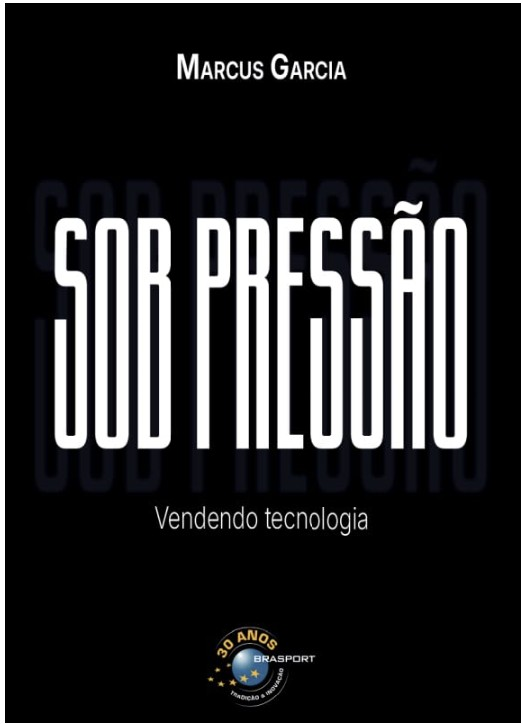 MARCUS GARCIA
SOB PRESSÃO
Vendendo tecnologia
30 ANOS
BRASPORT
TRADIÇÃO & INOVAÇÃO